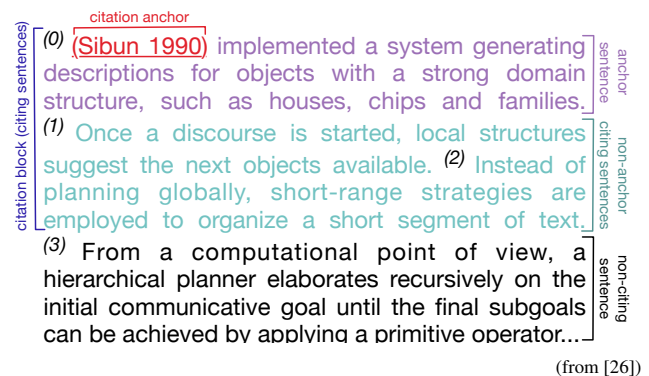 citation anchor
(0) (Sibun 1990) implemented a system generating
descriptions for objects with a strong domain
structure, such as houses, chips and families.
anchor
sentence
citation block (citing sentences)
(1) Once a discourse is started, local structures
suggest the next objects available. (2) Instead of
planning globally, short-range strategies are
employed to organize a short segment of text.
non-anchor
citing sentences
(3) From a computational point of view, a
hierarchical planner elaborates recursively on the
initial communicative goal until the final subgoals
can be achieved by applying a primitive operator...
non-citing
sentence
(from [26])